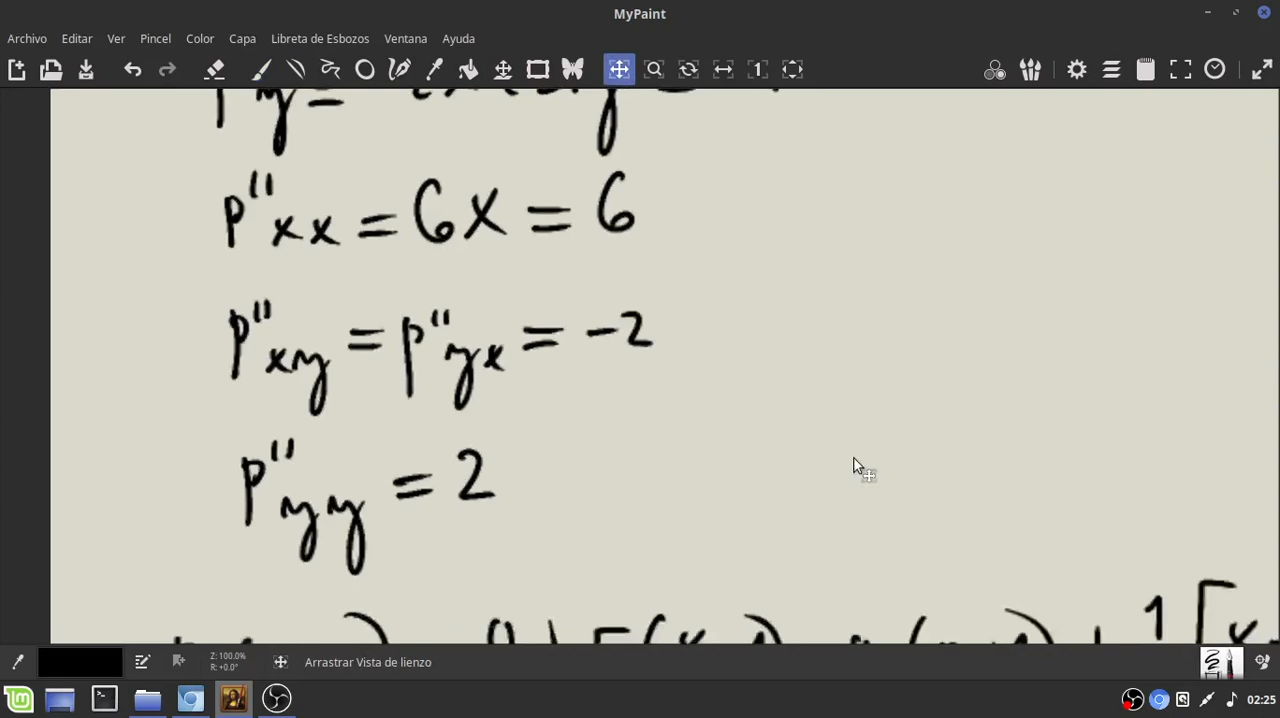 MyPaint
Archivo Editar Ver Pincel Color Capa Libreta de Esbozos Ventana Ayuda
p''xx = 6x = 6
p''xy = p''yx = -2
p''yy = 2
Z: 100.0%
R: +0.0°
Arrastrar Vista de lienzo
02:25